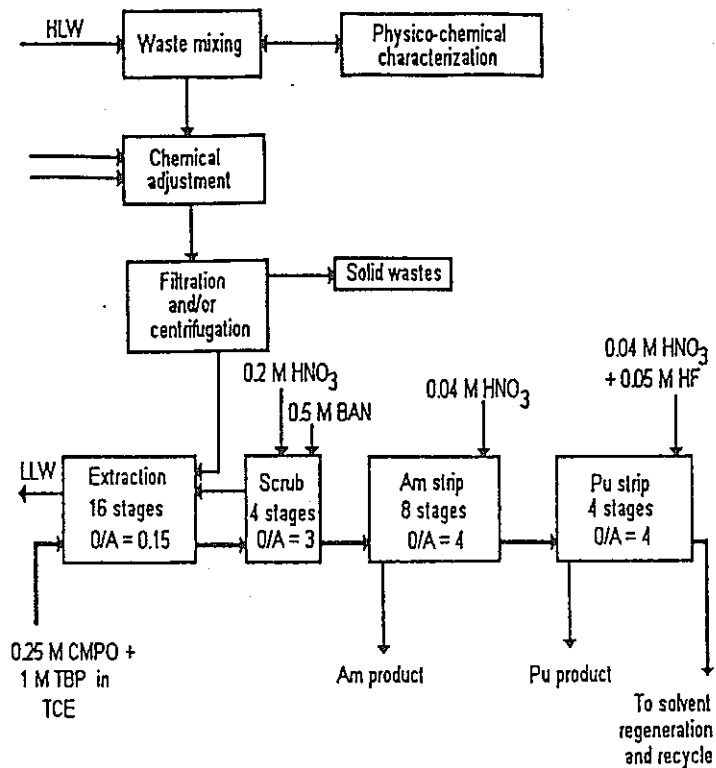 HLW
Waste mixing
Physico-chemical
characterization
Chemical
adjustment
Filtration
and/or
centrifugation
Solid wastes
0.2 M HNO3
0.5 M BAN
0.04 M HNO3
0.04 M HNO3
+ 0.05 M HF
LLW
Extraction
16 stages
O/A = 0.15
Scrub
4 stages
O/A = 3
Am strip
8 stages
O/A = 4
Pu strip
4 stages
O/A = 4
0.25 M CMPO +
1 M TBP in
TCE
Am product
Pu product
To solvent
regeneration
and recycle